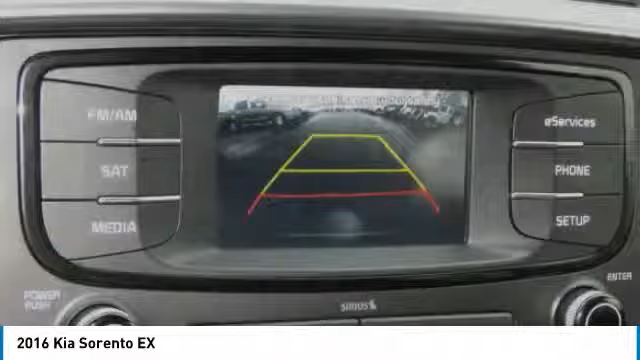 FM/AM
SAT
MEDIA
eServices
PHONE
SETUP
POWER
PUSH
SIRIUS
ENTER
2016 Kia Sorento EX